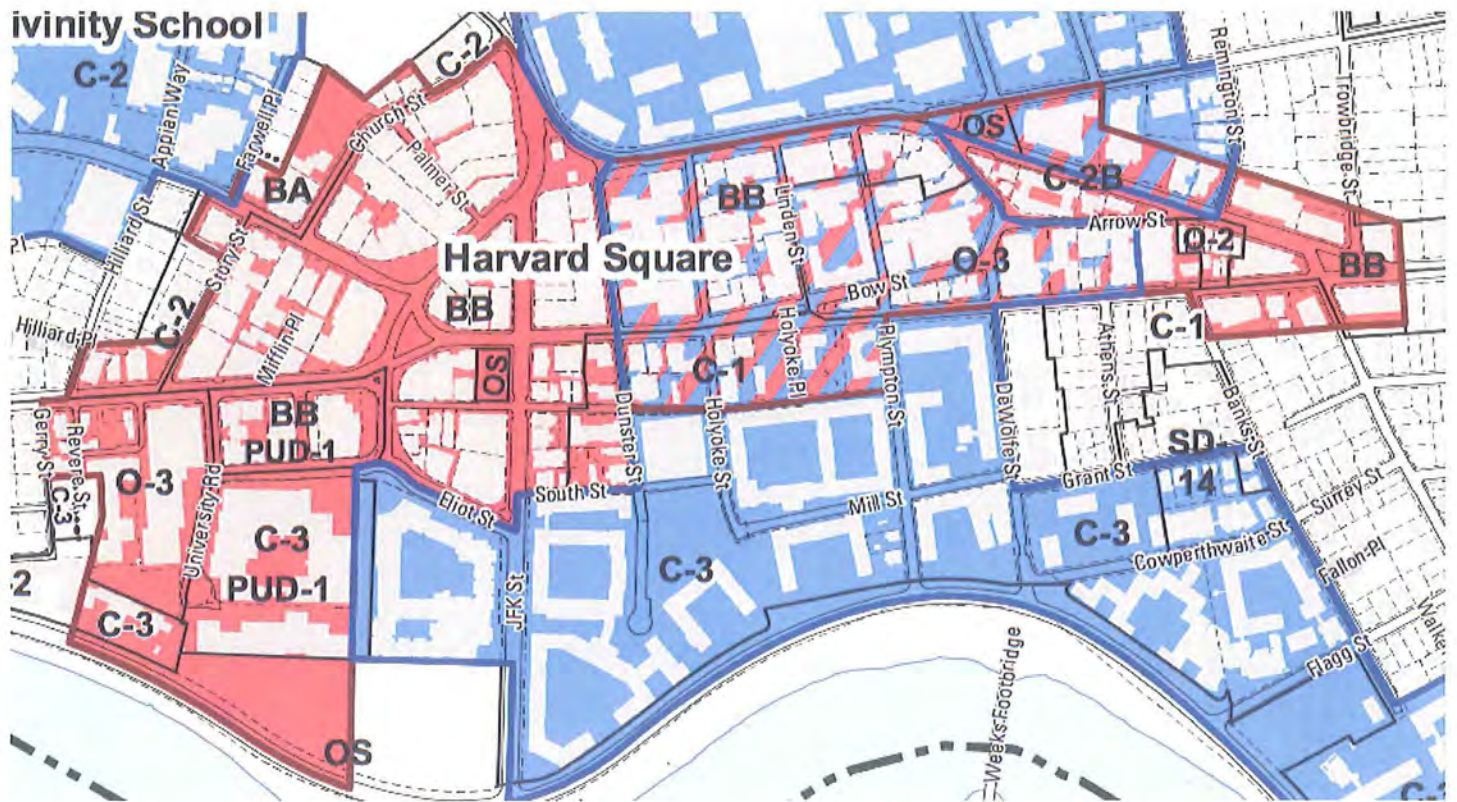 ivinity School
C-2
Appian Way
Farwell Pl
C-2
Church St
Palmer St
BA
Remington St
Trowbridge St
OS
BB
Linden St
C-2B
Arrow St
O-2
O-3
BB
Hilliard St
Story St
Harvard Square
BB
Bow St
Hilliard Pl
C-2
Mifflin Pl
OS
C-1
Holyoke Pl
Plympton St
C-1
Athens St
Banks St
Gerry St
Revere St
BB
PUD-1
Dunster St
Holyoke St
DeWolfe St
SD-
14
O-3
C-3
University Rd
Eliot St
South St
Mill St
Grant St
Surrey St
C-3
PUD-1
C-3
C-3
Cowperthwaite St
Fallon Pl
-2
C-3
JFK St
Walke
Flagg St
Weeks Footbridge
OS